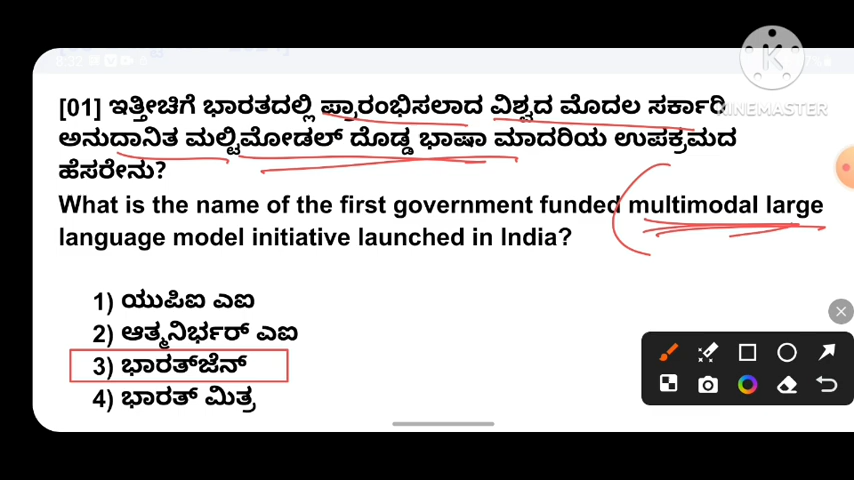 KINEMASTER
[01] ಇತ್ತೀಚಿಗೆ ಭಾರತದಲ್ಲಿ ಪ್ರಾರಂಭಿಸಲಾದ ವಿಶ್ವದ ಮೊದಲ ಸರ್ಕಾರಿ
ಅನುದಾನಿತ ಮಲ್ಟಿಮೋಡಲ್ ದೊಡ್ಡ ಭಾಷಾ ಮಾದರಿಯ ಉಪಕ್ರಮದ
ಹೆಸರೇನು?
What is the name of the first government funded multimodal large
language model initiative launched in India?
1) ಯುಪಿಐ ಎಐ
2) ಆತ್ಮನಿರ್ಭರ್ ಎಐ
3) ಭಾರತ್‌ಜೆನ್
4) ಭಾರತ್ ಮಿತ್ರ